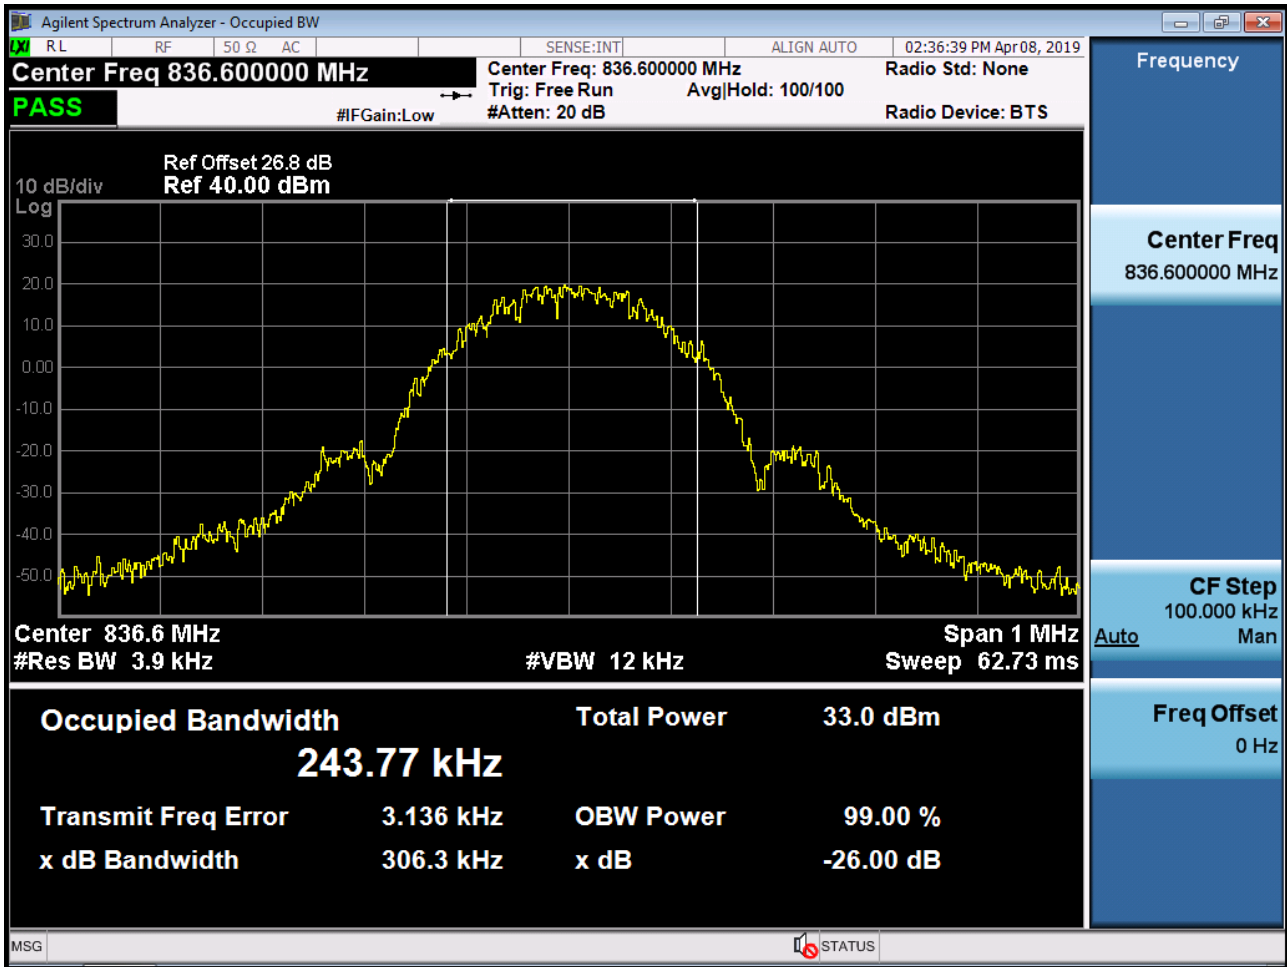 Agilent Spectrum Analyzer - Occupied BW
LXI RL RF 50 Ω AC SENSE:INT ALIGN AUTO 02:36:39 PM Apr 08, 2019
Center Freq 836.600000 MHz
Center Freq: 836.600000 MHz Radio Std: None
Trig: Free Run Avg|Hold: 100/100
PASS
#IFGain:Low #Atten: 20 dB Radio Device: BTS
Ref Offset 26.8 dB
10 dB/div Ref 40.00 dBm
Log
30.0
20.0
10.0
0.00
-10.0
-20.0
-30.0
-40.0
-50.0
Center 836.6 MHz Span 1 MHz
#Res BW 3.9 kHz #VBW 12 kHz Sweep 62.73 ms
Occupied Bandwidth Total Power 33.0 dBm
243.77 kHz
Transmit Freq Error 3.136 kHz OBW Power 99.00 %
x dB Bandwidth 306.3 kHz x dB -26.00 dB
MSG STATUS
Frequency
Center Freq
836.600000 MHz
CF Step
100.000 kHz
Auto Man
Freq Offset
0 Hz